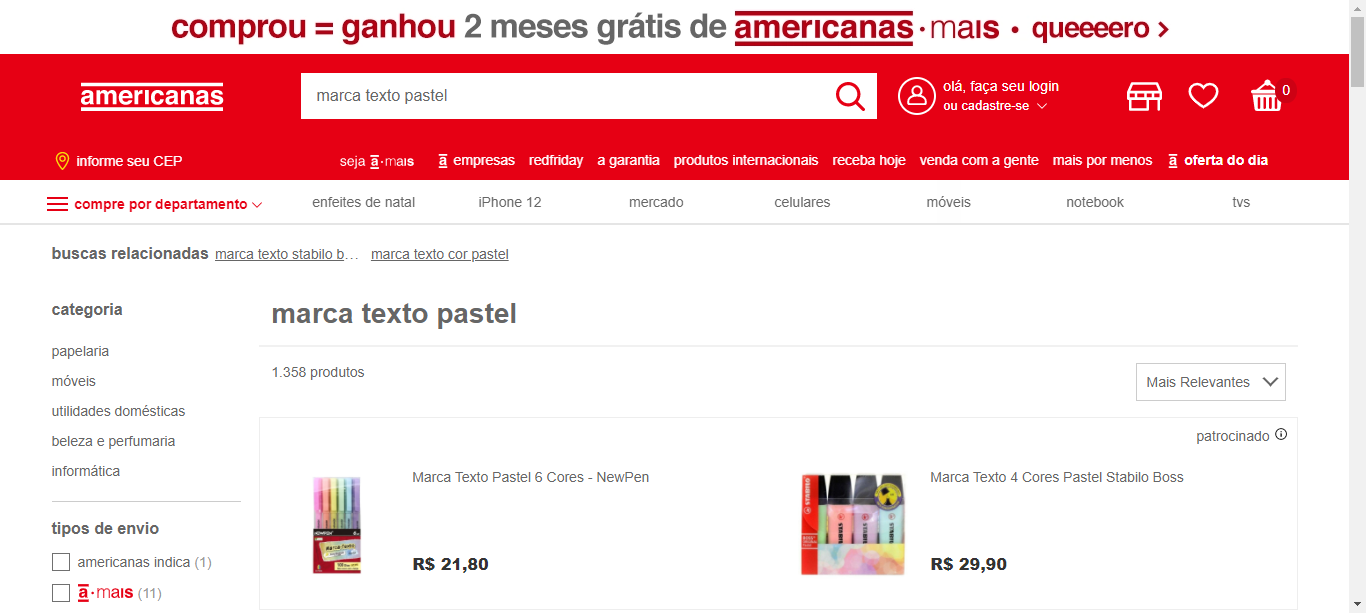 comprou = ganhou 2 meses grátis de americanas ·mais · queeeero >
americanas
marca texto pastel
olá, faça seu login
ou cadastre-se
0
informe seu CEP
seja a·mais
a empresas
redfriday
a garantia
produtos internacionais
receba hoje
venda com a gente
mais por menos
a oferta do dia
compre por departamento
enfeites de natal
iPhone 12
mercado
celulares
móveis
notebook
tvs
buscas relacionadas marca texto stabilo b… marca texto cor pastel
categoria
papelaria
móveis
utilidades domésticas
beleza e perfumaria
informática
tipos de envio
americanas indica (1)
a·mais (11)
marca texto pastel
1.358 produtos
Mais Relevantes
patrocinado
Marca Texto Pastel 6 Cores - NewPen
R$ 21,80
Marca Texto 4 Cores Pastel Stabilo Boss
R$ 29,90